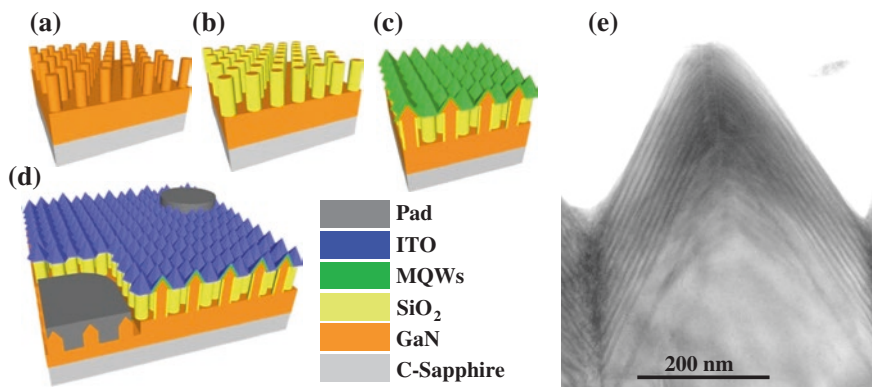 (a)
(b)
(c)
(e)
(d)
Pad
ITO
MQWs
SiO₂
GaN
C-Sapphire
200 nm